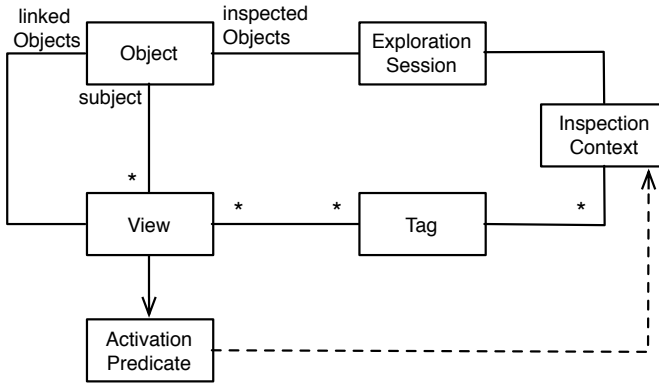 linked
Objects
inspected
Objects
Object
Exploration
Session
subject
Inspection
Context
*
View
*
*
Tag
*
Activation
Predicate